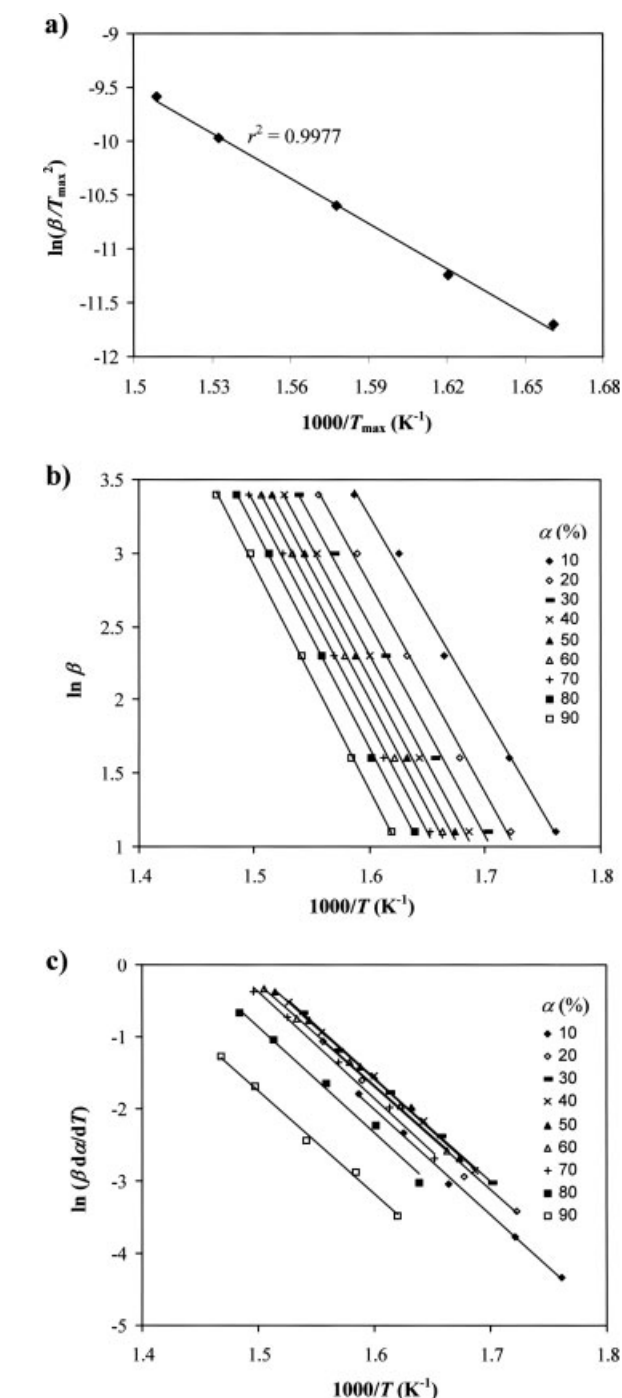 a)
-9
-9.5
-10
-10.5
-11
-11.5
-12
ln(β/Tmax²)
r² = 0.9977
1.5 1.53 1.56 1.59 1.62 1.65 1.68
1000/Tmax (K⁻¹)
b)
3.5
3
2.5
2
1.5
1
ln β
α (%)
10
20
30
40
50
60
70
80
90
1.4 1.5 1.6 1.7 1.8
1000/T (K⁻¹)
c)
0
-1
-2
-3
-4
-5
ln (β dα/dT)
α (%)
10
20
30
40
50
60
70
80
90
1.4 1.5 1.6 1.7 1.8
1000/T (K⁻¹)